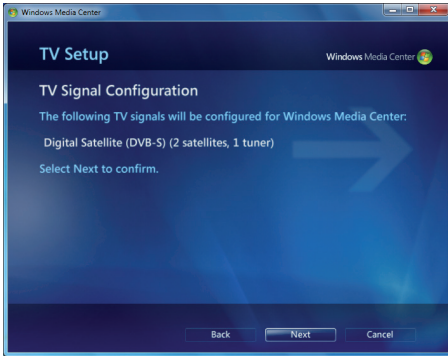 Windows Media Center
TV Setup
Windows Media Center
TV Signal Configuration
The following TV signals will be configured for Windows Media Center:
Digital Satellite (DVB-S) (2 satellites, 1 tuner)
Select Next to confirm.
Back Next Cancel